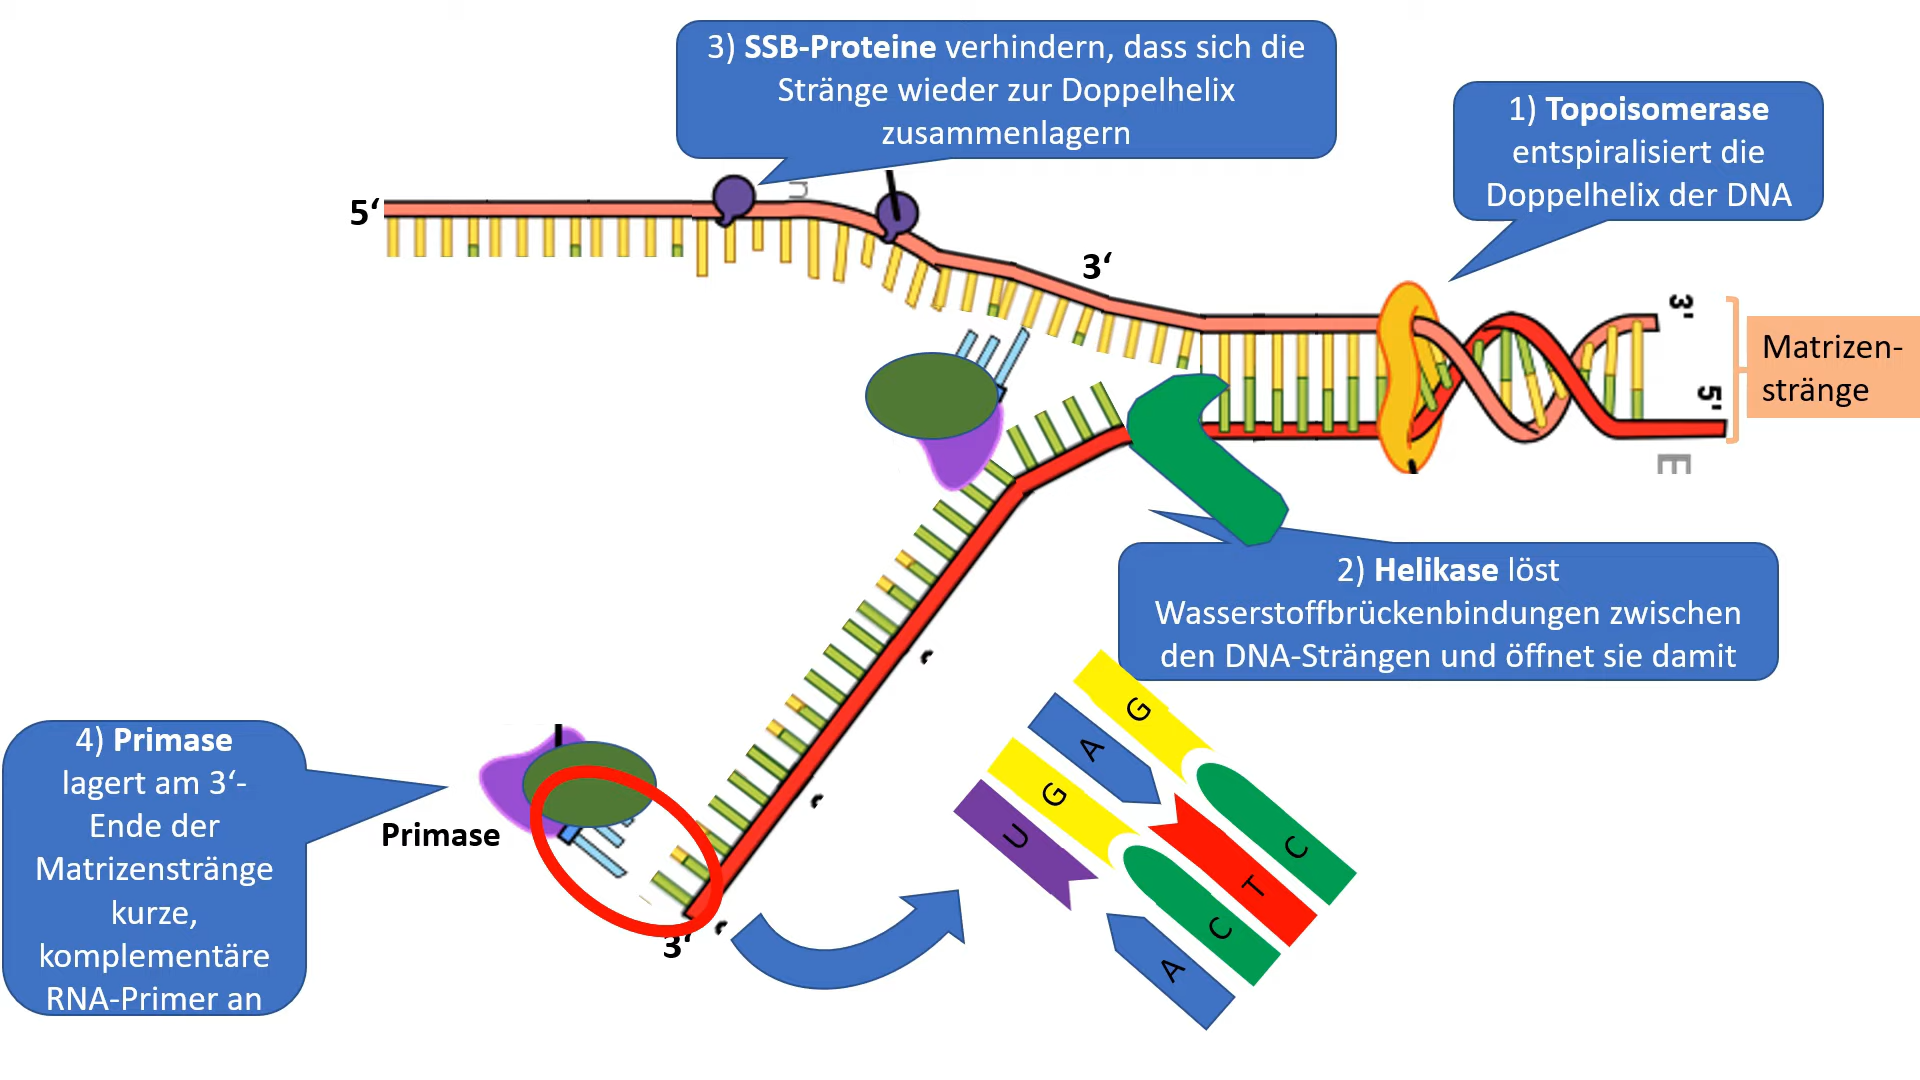 3) SSB-Proteine verhindern, dass sich die
Stränge wieder zur Doppelhelix
zusammenlagern
1) Topoisomerase
entspiralisiert die
Doppelhelix der DNA
5‘
n
3‘
3'
5'
Matrizen-
stränge
E
2) Helikase löst
Wasserstoffbrückenbindungen zwischen
den DNA-Strängen und öffnet sie damit
4) Primase
lagert am 3‘-
Ende der
Matrizenstränge
kurze,
komplementäre
RNA-Primer an
Primase
3‘
G
A
G
U
C
T
C
A